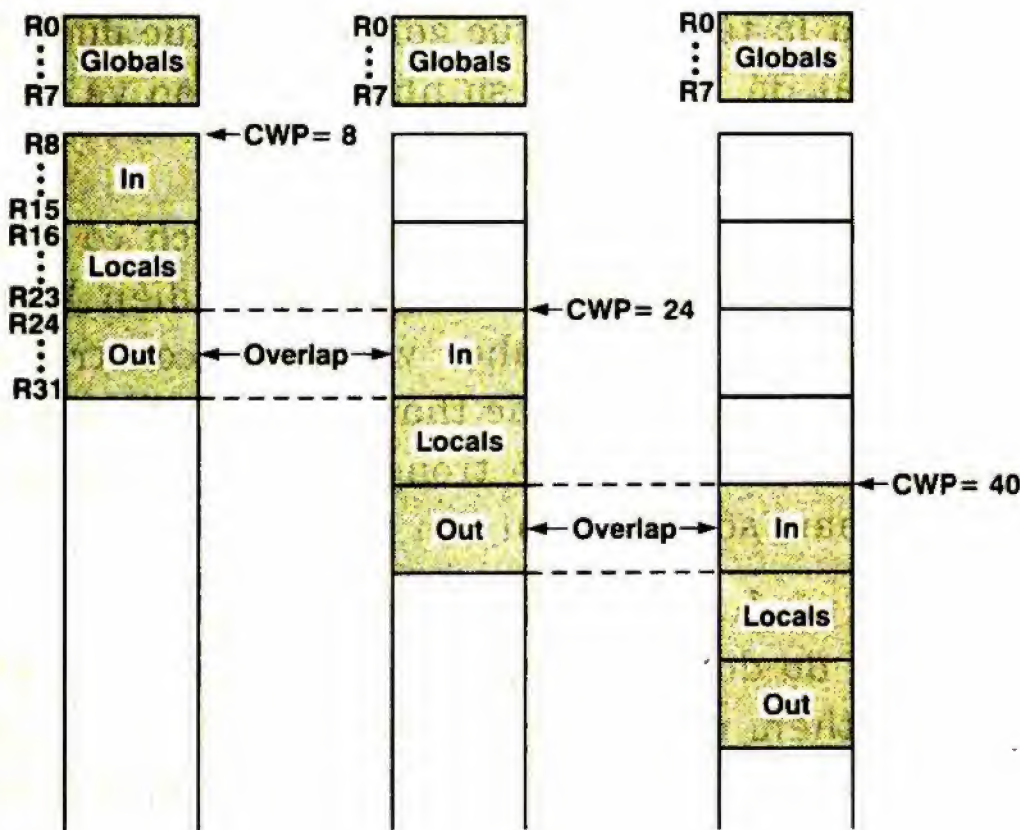 R0
R7
Globals
R0
R7
Globals
R0
R7
Globals
R8
R15
In
CWP= 8
R16
R23
Locals
R24
R31
Out
Overlap
In
CWP= 24
Locals
Out
Overlap
In
CWP= 40
Locals
Out